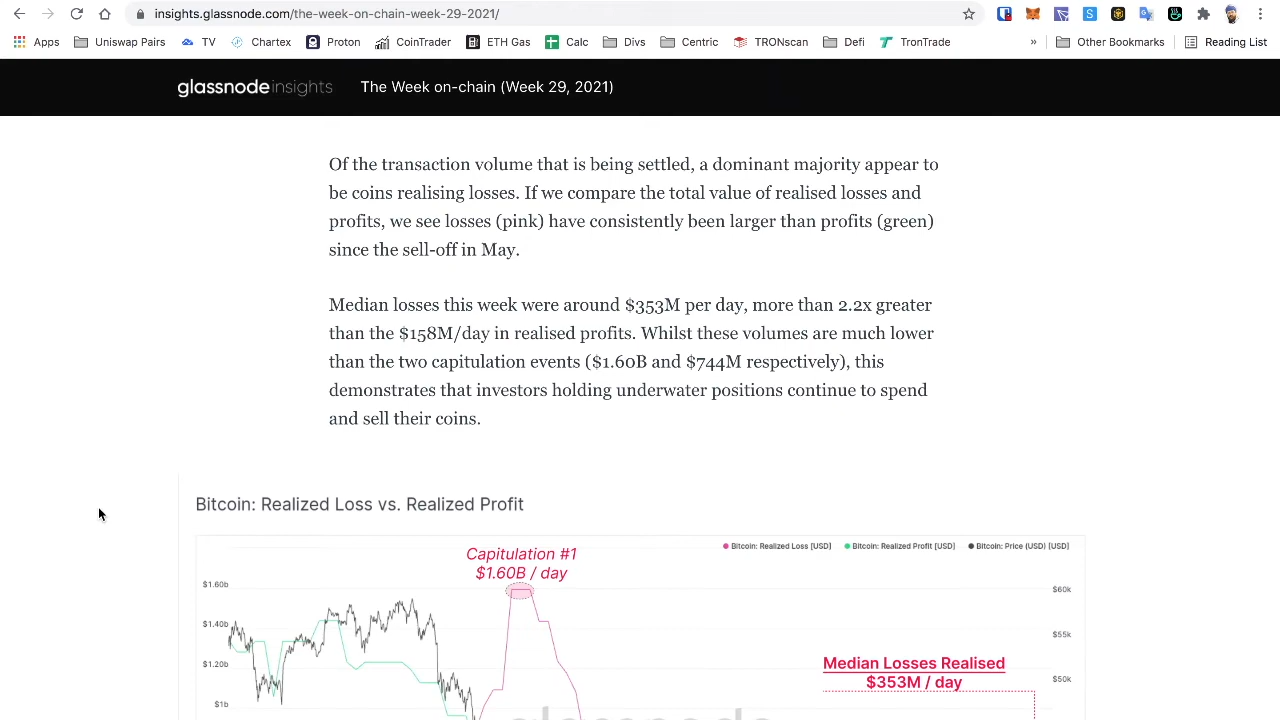 insights.glassnode.com/the-week-on-chain-week-29-2021/
Apps Uniswap Pairs TV Chartex Proton CoinTrader ETH Gas Calc Divs Centric TRONscan Defi TronTrade » Other Bookmarks Reading List
glassnodeinsights The Week on-chain (Week 29, 2021)
Of the transaction volume that is being settled, a dominant majority appear to
be coins realising losses. If we compare the total value of realised losses and
profits, we see losses (pink) have consistently been larger than profits (green)
since the sell-off in May.
Median losses this week were around $353M per day, more than 2.2x greater
than the $158M/day in realised profits. Whilst these volumes are much lower
than the two capitulation events ($1.60B and $744M respectively), this
demonstrates that investors holding underwater positions continue to spend
and sell their coins.
Bitcoin: Realized Loss vs. Realized Profit
Bitcoin: Realized Loss [USD] Bitcoin: Realized Profit [USD] Bitcoin: Price (USD) [USD]
Capitulation #1
$1.60B / day
$1.60b
$60k
$1.40b
$55k
$1.20b
Median Losses Realised
$353M / day
$50k
$1b
glassnode